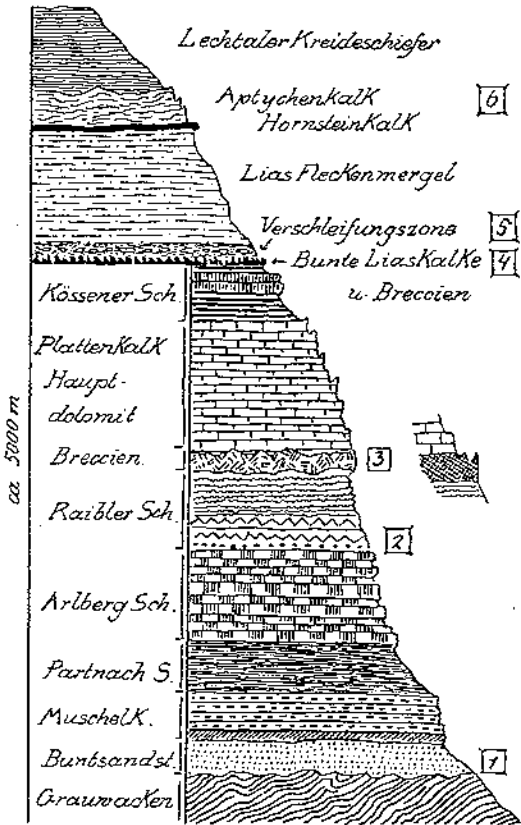 Lechtaler Kreideschiefer
Aptychenkalk
Hornsteinkalk
6
Lias Fleckenmergel
Verschleifungszone
5
← Bunte Liaskalke
4
u. Breccien
Kössener Sch.
Plattenkalk
Haupt-
dolomit
Breccien.
3
Raibler Sch.
2
Arlberg Sch.
Partnach S.
Muschelk.
Buntsandst.
1
Grauwacken
ca 5000 m